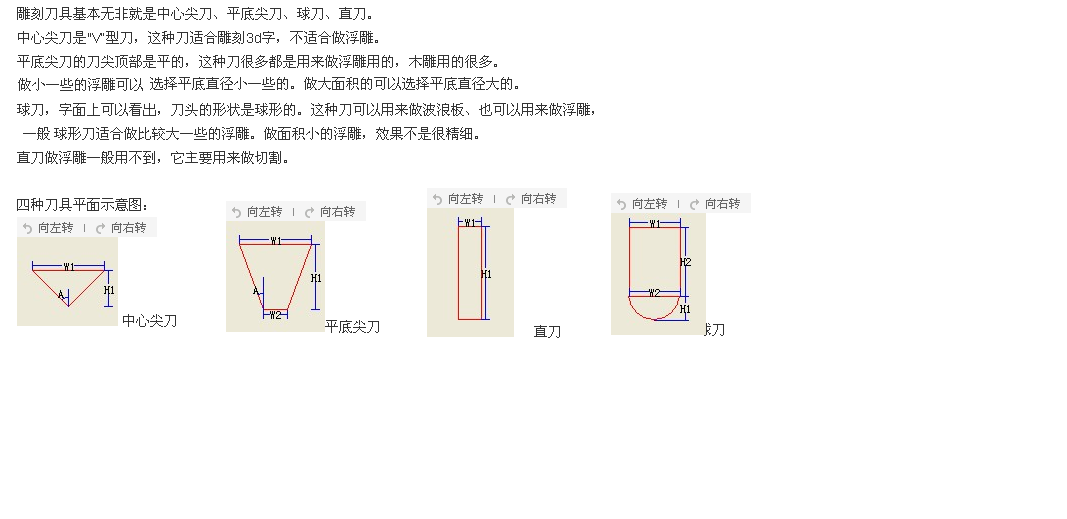 雕刻刀具基本无非就是中心尖刀、平底尖刀、球刀、直刀。
中心尖刀是"V"型刀，这种刀适合雕刻3d字，不适合做浮雕。
平底尖刀的刀尖顶部是平的，这种刀很多都是用来做浮雕用的，木雕用的很多。
做小一些的浮雕可以 选择平底直径小一些的。做大面积的可以选择平底直径大的。
球刀，字面上可以看出，刀头的形状是球形的。这种刀可以用来做波浪板、也可以用来做浮雕，
一般 球形刀适合做比较大一些的浮雕。做面积小的浮雕，效果不是很精细。
直刀做浮雕一般用不到，它主要用来做切割。
四种刀具平面示意图：
向左转 | 向右转
W1
A
H1
中心尖刀
向左转 | 向右转
W1
A
H1
W2
平底尖刀
向左转 | 向右转
W1
H1
直刀
向左转 | 向右转
W1
H2
W2
H1
球刀